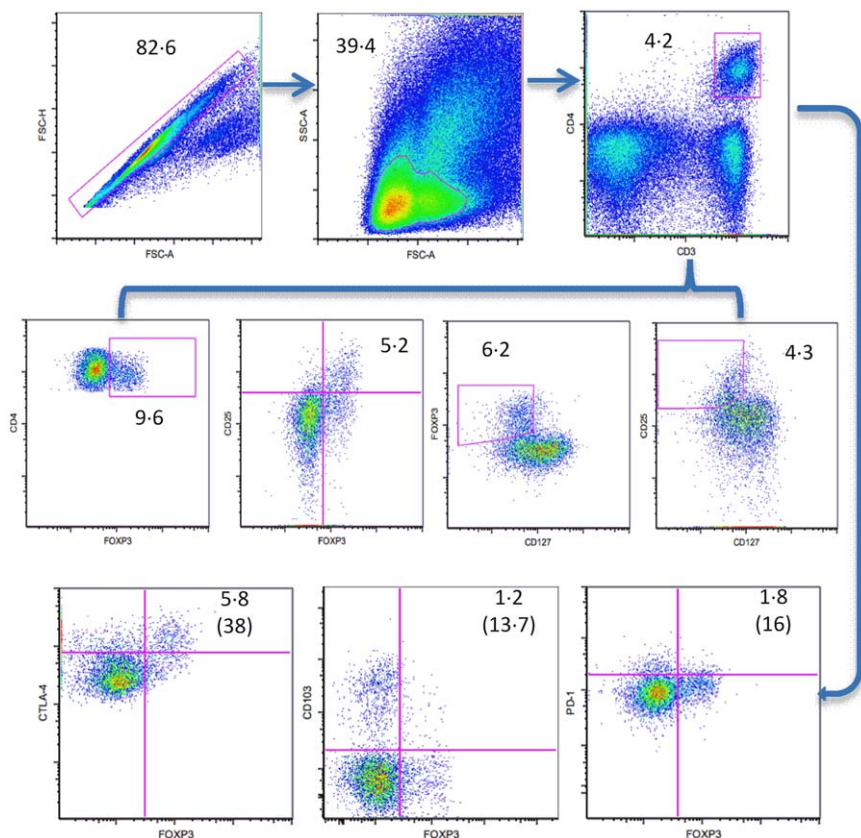 82·6
FSC-H
FSC-A
39·4
SSC-A
FSC-A
4·2
CD4
CD3
CD4
9·6
FOXP3
5·2
CD25
FOXP3
6·2
FOXP3
CD127
4·3
CD25
CD127
5·8
(38)
CTLA-4
FOXP3
1·2
(13·7)
CD103
FOXP3
1·8
(16)
PD-1
FOXP3